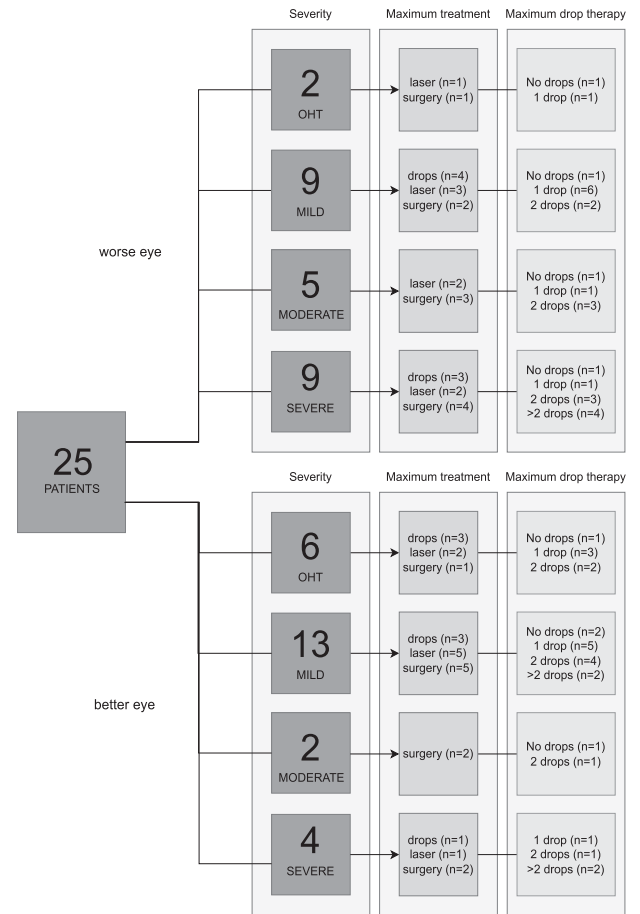 Severity
Maximum treatment
Maximum drop therapy
2
OHT
laser (n=1)
surgery (n=1)
No drops (n=1)
1 drop (n=1)
9
MILD
drops (n=4)
laser (n=3)
surgery (n=2)
No drops (n=1)
1 drop (n=6)
2 drops (n=2)
worse eye
5
MODERATE
laser (n=2)
surgery (n=3)
No drops (n=1)
1 drop (n=1)
2 drops (n=3)
9
SEVERE
drops (n=3)
laser (n=2)
surgery (n=4)
No drops (n=1)
1 drop (n=1)
2 drops (n=3)
>2 drops (n=4)
25
PATIENTS
Severity
Maximum treatment
Maximum drop therapy
6
OHT
drops (n=3)
laser (n=2)
surgery (n=1)
No drops (n=1)
1 drop (n=3)
2 drops (n=2)
13
MILD
drops (n=3)
laser (n=5)
surgery (n=5)
No drops (n=2)
1 drop (n=5)
2 drops (n=4)
>2 drops (n=2)
better eye
2
MODERATE
surgery (n=2)
No drops (n=1)
2 drops (n=1)
4
SEVERE
drops (n=1)
laser (n=1)
surgery (n=2)
1 drop (n=1)
2 drops (n=1)
>2 drops (n=2)